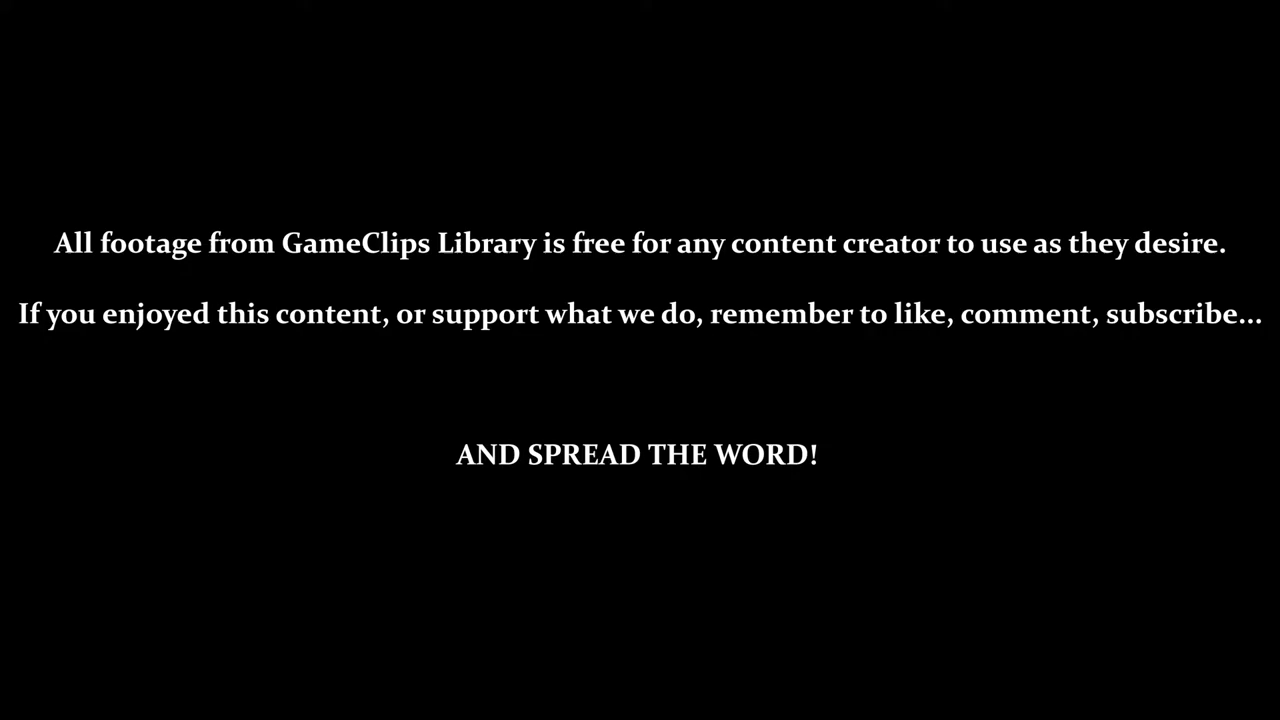 All footage from GameClips Library is free for any content creator to use as they desire.
If you enjoyed this content, or support what we do, remember to like, comment, subscribe...
AND SPREAD THE WORD!